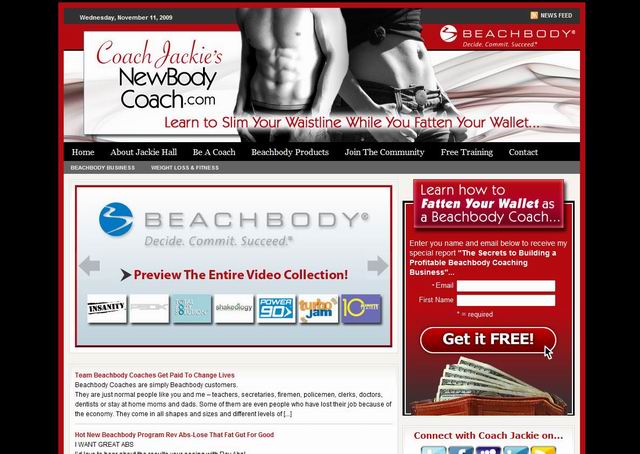 Wednesday, November 11, 2009
NEWS FEED
BEACHBODY®
Decide. Commit. Succeed.®
Coach Jackie's
NewBody
Coach.com
Learn to Slim Your Waistline While You Fatten Your Wallet...
Home About Jackie Hall Be A Coach Beachbody Products Join The Community Free Training Contact
BEACHBODY BUSINESS WEIGHT LOSS & FITNESS
BEACHBODY®
Decide. Commit. Succeed.®
Preview The Entire Video Collection!
INSANITY P90X shakeology POWER 90 turbo jam 10
Team Beachbody Coaches Get Paid To Change Lives
Beachbody Coaches are simply Beachbody customers.
They are just normal people like you and me – teachers, secretaries, firemen, policemen, clerks, doctors,
dentists or stay at home moms and dads. Some of them are even people who have lost their job because of
the economy. They come in all shapes and sizes and different levels of [...]
Hot New Beachbody Program Rev Abs-Lose That Fat Gut For Good
I WANT GREAT ABS
Learn how to
Fatten Your Wallet as
a Beachbody Coach...
Enter you name and email below to receive my
special report "The Secrets to Building a
Profitable Beachbody Coaching
Business"...
* Email
First Name
* = required
Get it FREE!
Connect with Coach Jackie on...